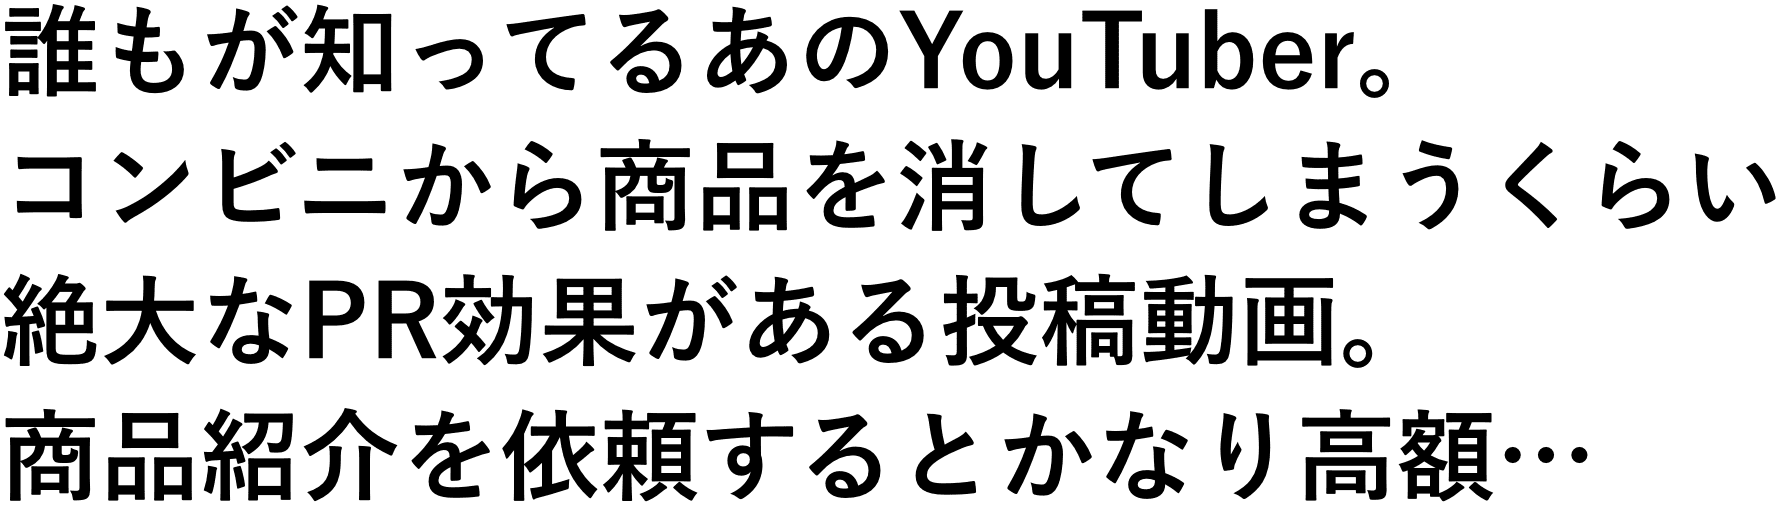 誰もが知ってるあのYouTuber。
コンビニから商品を消してしまうくらい
絶大なPR効果がある投稿動画。
商品紹介を依頼するとかなり高額…